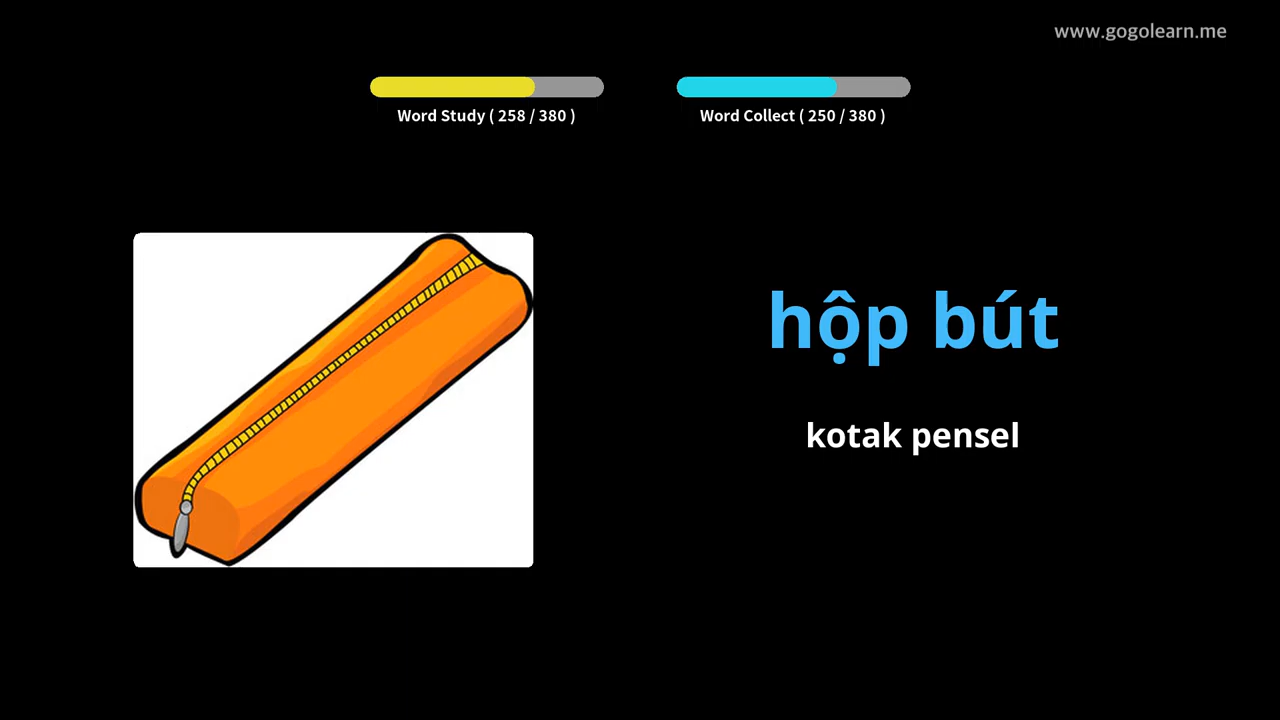 www.gogolearn.me
Word Study ( 258 / 380 )
Word Collect ( 250 / 380 )
hộp bút
kotak pensel